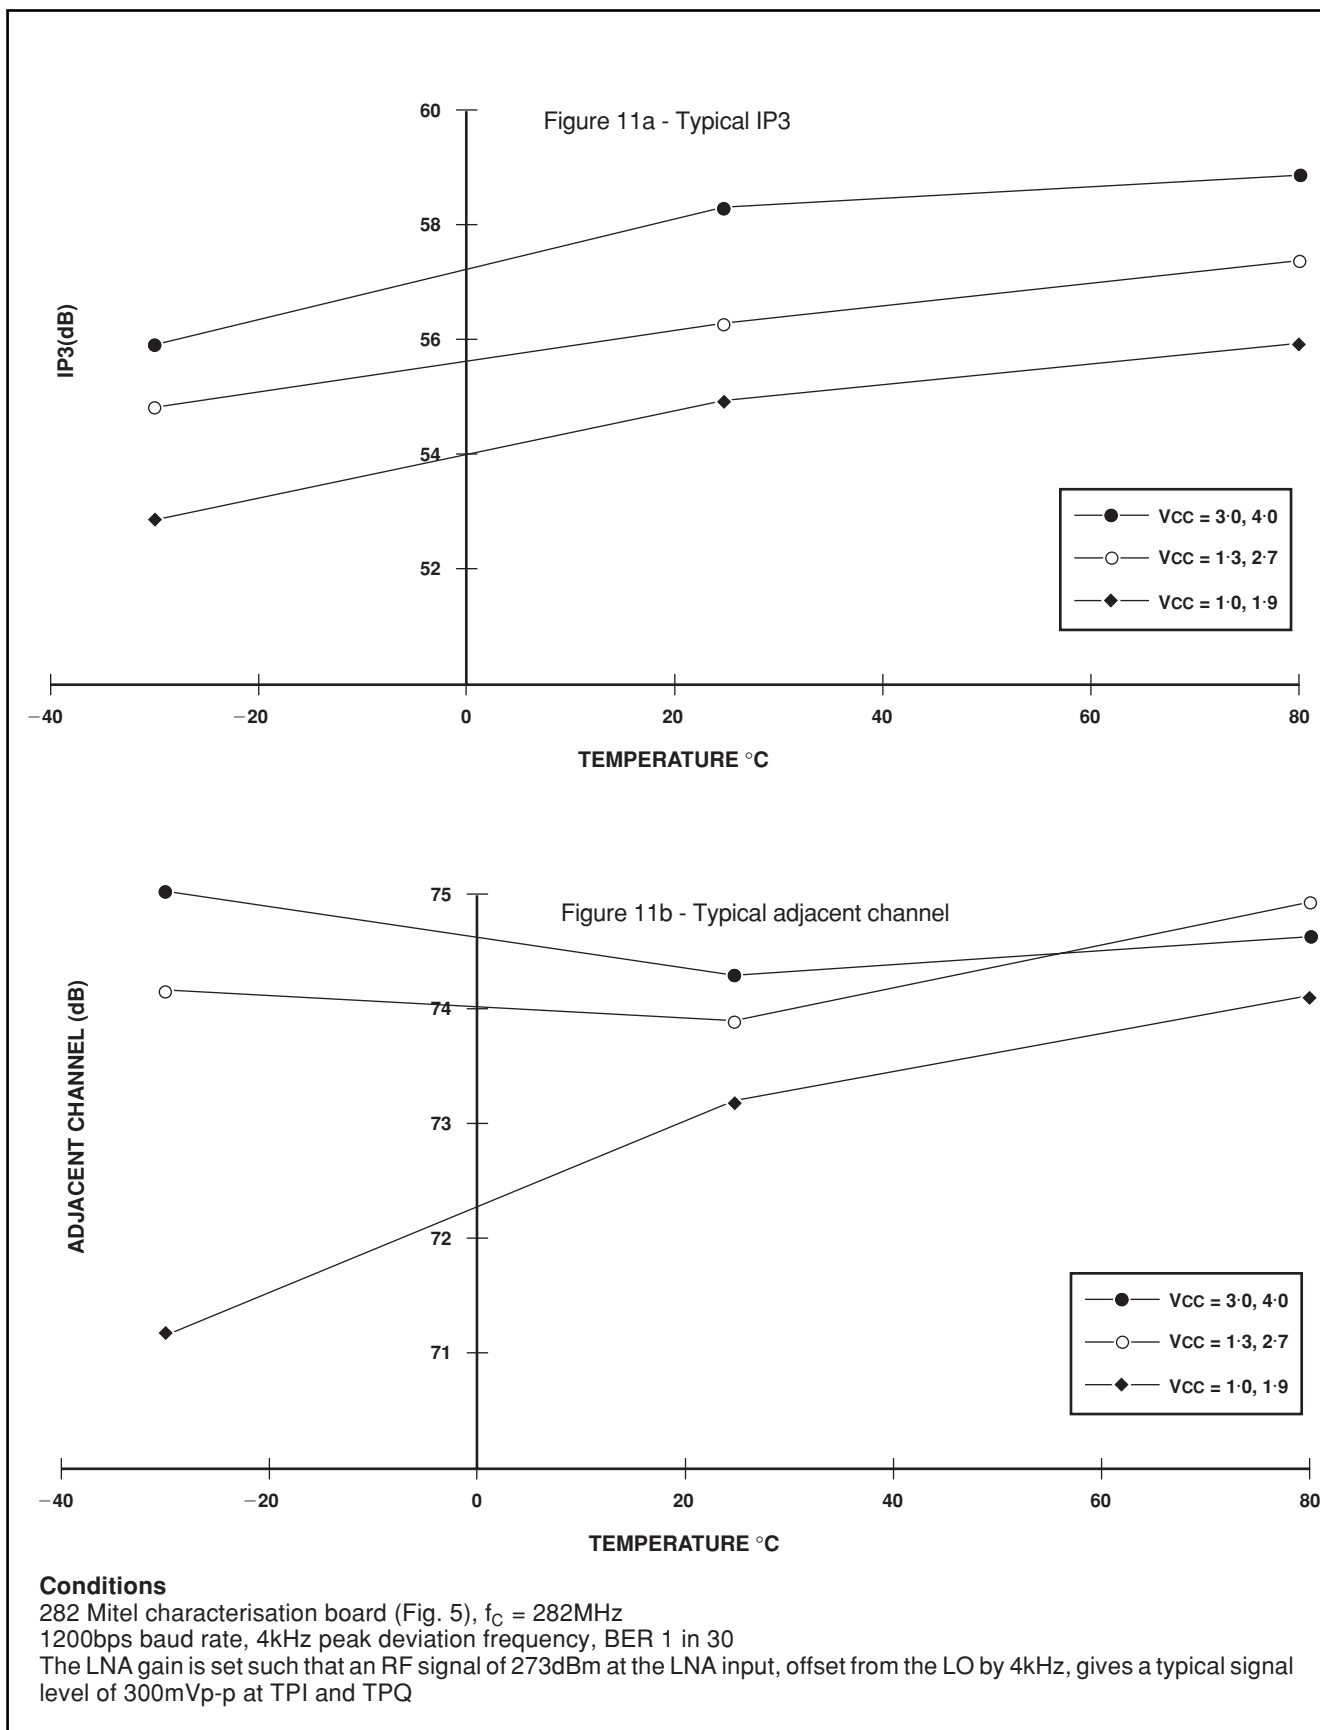 Figure 11a - Typical IP3
60
58
56
54
52
IP3(dB)
VCC = 3·0, 4·0
VCC = 1·3, 2·7
VCC = 1·0, 1·9
−40 −20 0 20 40 60 80
TEMPERATURE °C
Figure 11b - Typical adjacent channel
75
74
73
72
71
ADJACENT CHANNEL (dB)
VCC = 3·0, 4·0
VCC = 1·3, 2·7
VCC = 1·0, 1·9
−40 −20 0 20 40 60 80
TEMPERATURE °C
Conditions
282 Mitel characterisation board (Fig. 5), fC = 282MHz
1200bps baud rate, 4kHz peak deviation frequency, BER 1 in 30
The LNA gain is set such that an RF signal of 273dBm at the LNA input, offset from the LO by 4kHz, gives a typical signal
level of 300mVp-p at TPI and TPQ